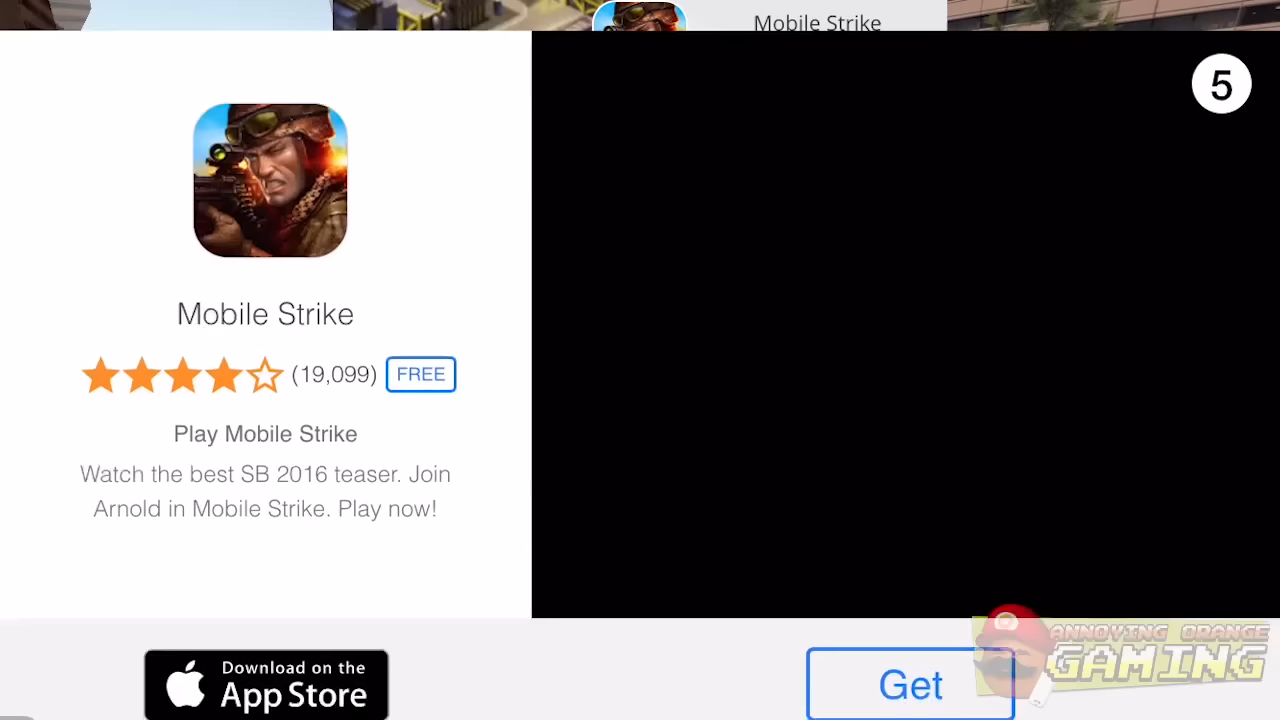 Mobile Strike
5
Mobile Strike
(19,099) FREE
Play Mobile Strike
Watch the best SB 2016 teaser. Join
Arnold in Mobile Strike. Play now!
Download on the
App Store
Get
ANNOYING ORANGE
GAMING